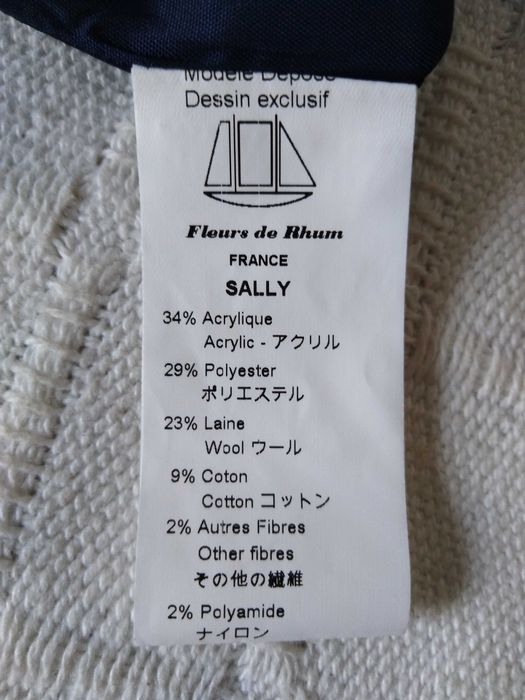 Modèle Déposé
Dessin exclusif
Fleurs de Rhum
FRANCE
SALLY
34% Acrylique
Acrylic - アクリル
29% Polyester
ポリエステル
23% Laine
Wool ウール
9% Coton
Cotton コットン
2% Autres Fibres
Other fibres
その他の繊維
2% Polyamide
ナイロン